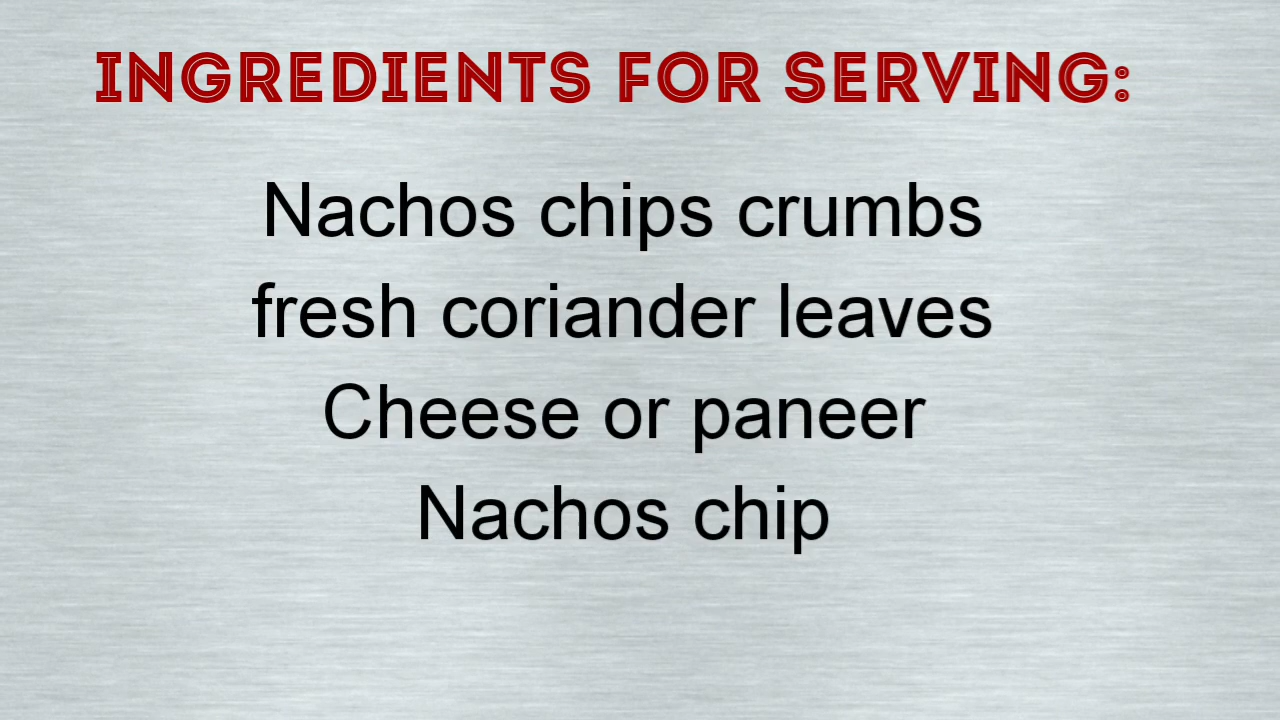 INGREDIENTS FOR SERVING:
Nachos chips crumbs
fresh coriander leaves
Cheese or paneer
Nachos chip